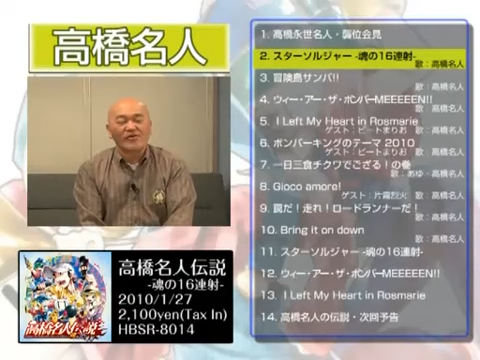 高橋名人
1. 高橋永世名人・襲位会見
2. スターソルジャー -魂の16連射-
歌：高橋名人
3. 冒険島サンバ!!
歌：高橋名人
4. ウィー・アー・ザ・ボンバーMEEEEEN!!
歌：高橋名人
5. I Left My Heart in Rosmarie
ゲスト：ビートまりお 歌：高橋名人
6. ボンバーキングのテーマ 2010
ゲスト：ビートまりお 歌：高橋名人
7. 一日三食チクワでござる！の巻
歌：あゆ・高橋名人
8. Gioco amore!
ゲスト：片霧烈火 歌：高橋名人
9. 罠だ！走れ！ロードランナーだ！
歌：高橋名人
10. Bring it on down
歌：高橋名人
11. スターソルジャー -魂の16連射-
12. ウィー・アー・ザ・ボンバーMEEEEEN!!
13. I Left My Heart in Rosmarie
14. 高橋名人の伝説・次回予告
高橋名人伝説
高橋名人伝説
-魂の16連射-
2010/1/27
2,100yen(Tax In)
HBSR-8014